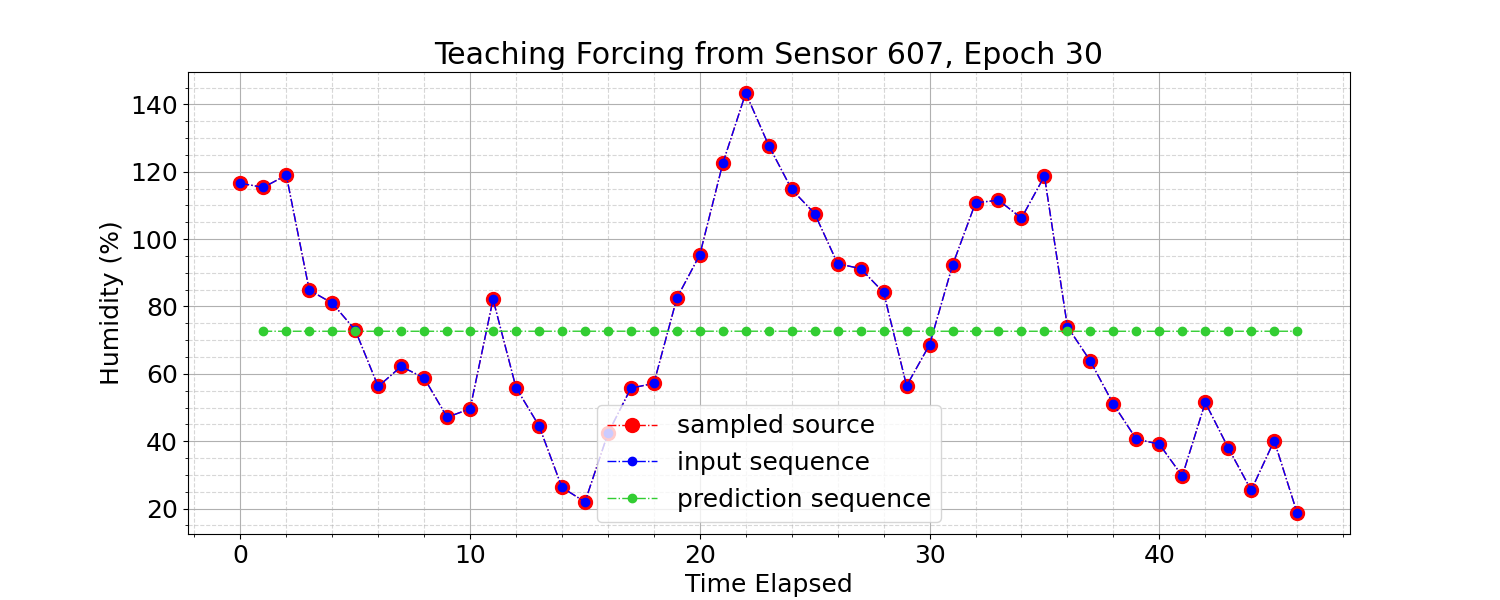 Teaching Forcing from Sensor 607, Epoch 30
Humidity (%)
140
120
100
80
60
40
20
sampled source
input sequence
prediction sequence
0 10 20 30 40
Time Elapsed